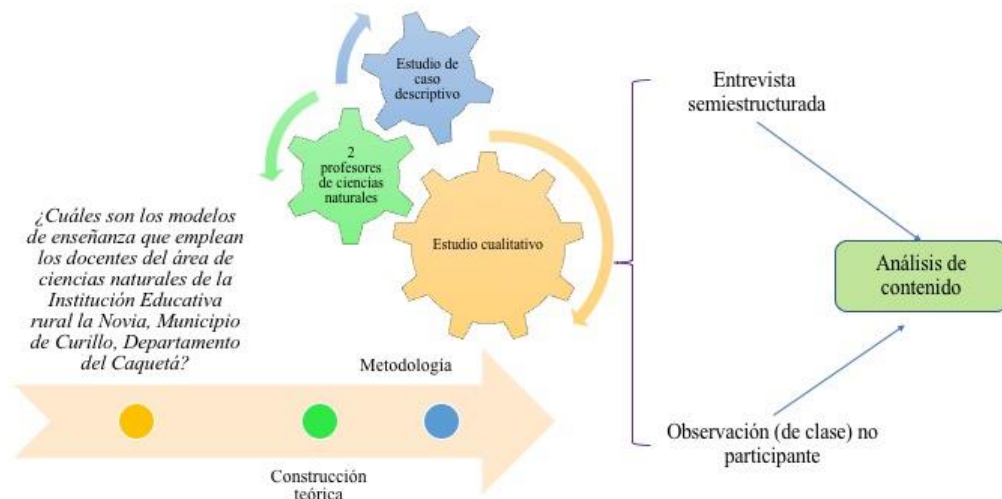 Estudio de
caso
descriptivo
2
profesores
de ciencias
naturales
Estudio cualitativo
¿Cuáles son los modelos
de enseñanza que emplean
los docentes del área de
ciencias naturales de la
Institución Educativa
rural la Novia, Municipio
de Curillo, Departamento
del Caquetá?
Metodología
Construcción
teórica
Entrevista
semiestructurada
Análisis de
contenido
Observación (de clase) no
participante